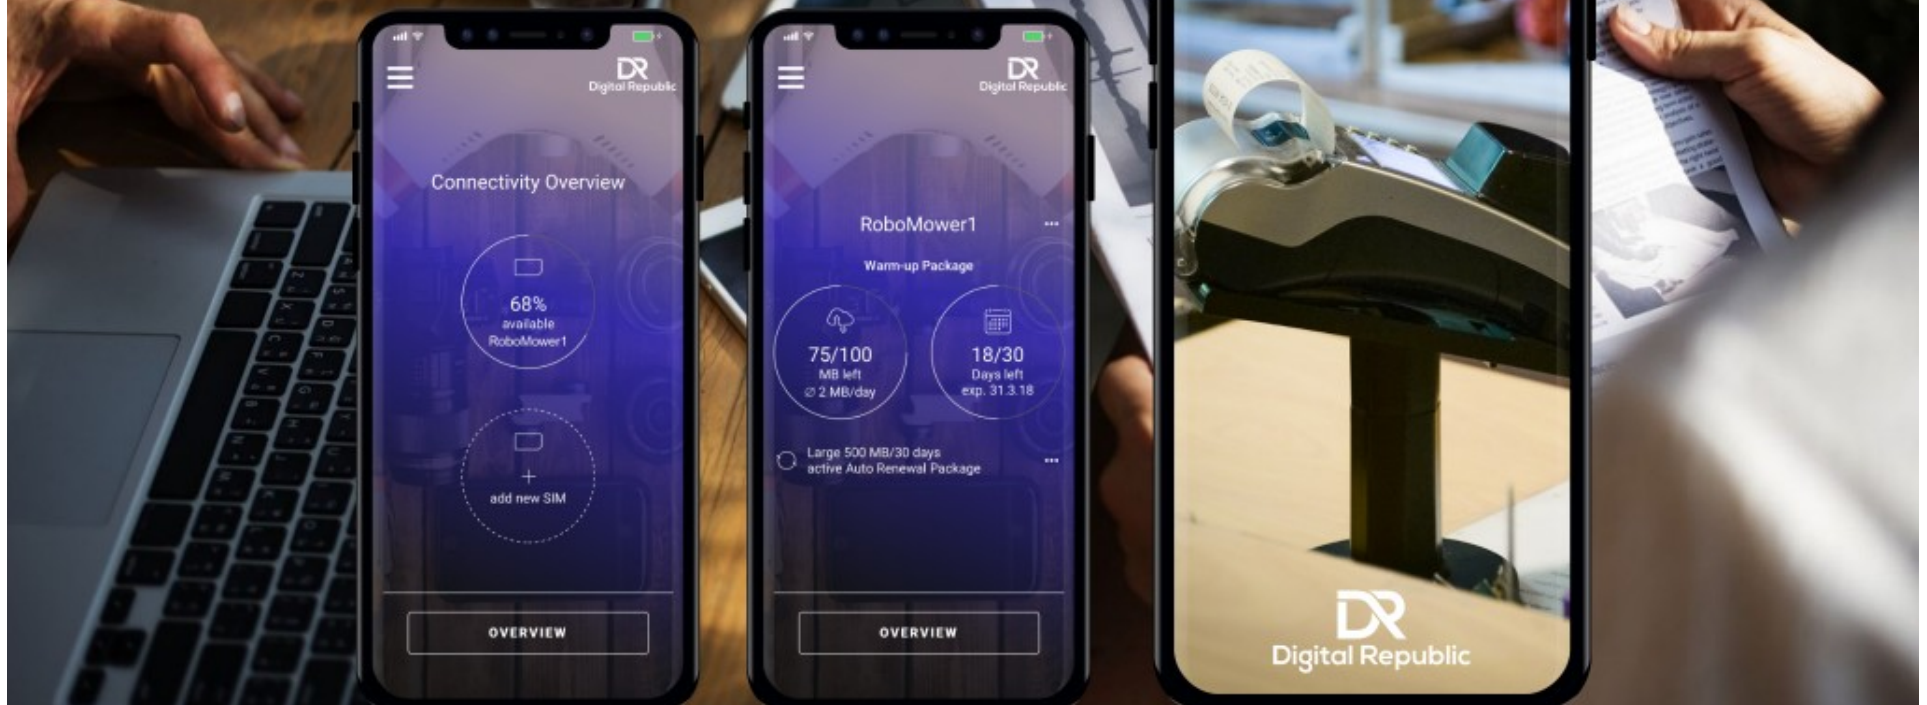 DR
Digital Republic
Connectivity Overview
68%
available
RoboMower1
+
add new SIM
OVERVIEW
DR
Digital Republic
RoboMower1
...
Warm-up Package
75/100
MB left
∅ 2 MB/day
18/30
Days left
exp. 31.3.18
Large 500 MB/30 days
active Auto Renewal Package
...
OVERVIEW
DR
Digital Republic